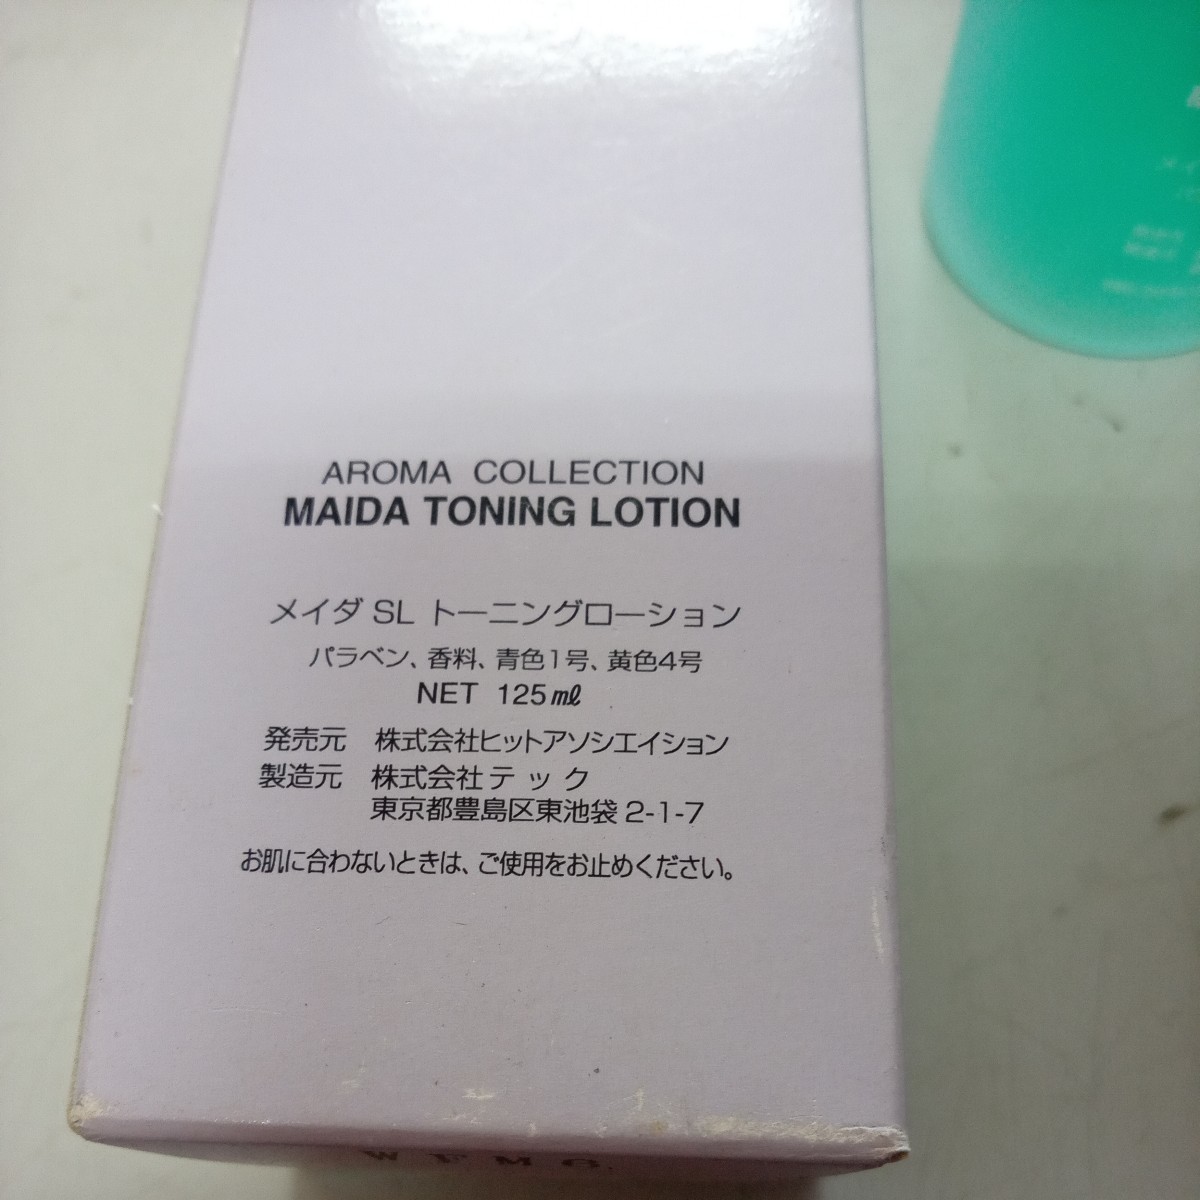 AROMA COLLECTION
MAIDA TONING LOTION
メイダ SL トーニングローション
パラベン、香料、青色1号、黄色4号
NET 125㎖
発売元 株式会社ヒットアソシエイション
製造元 株式会社テック
東京都豊島区東池袋 2-1-7
お肌に合わないときは、ご使用をお止めください。